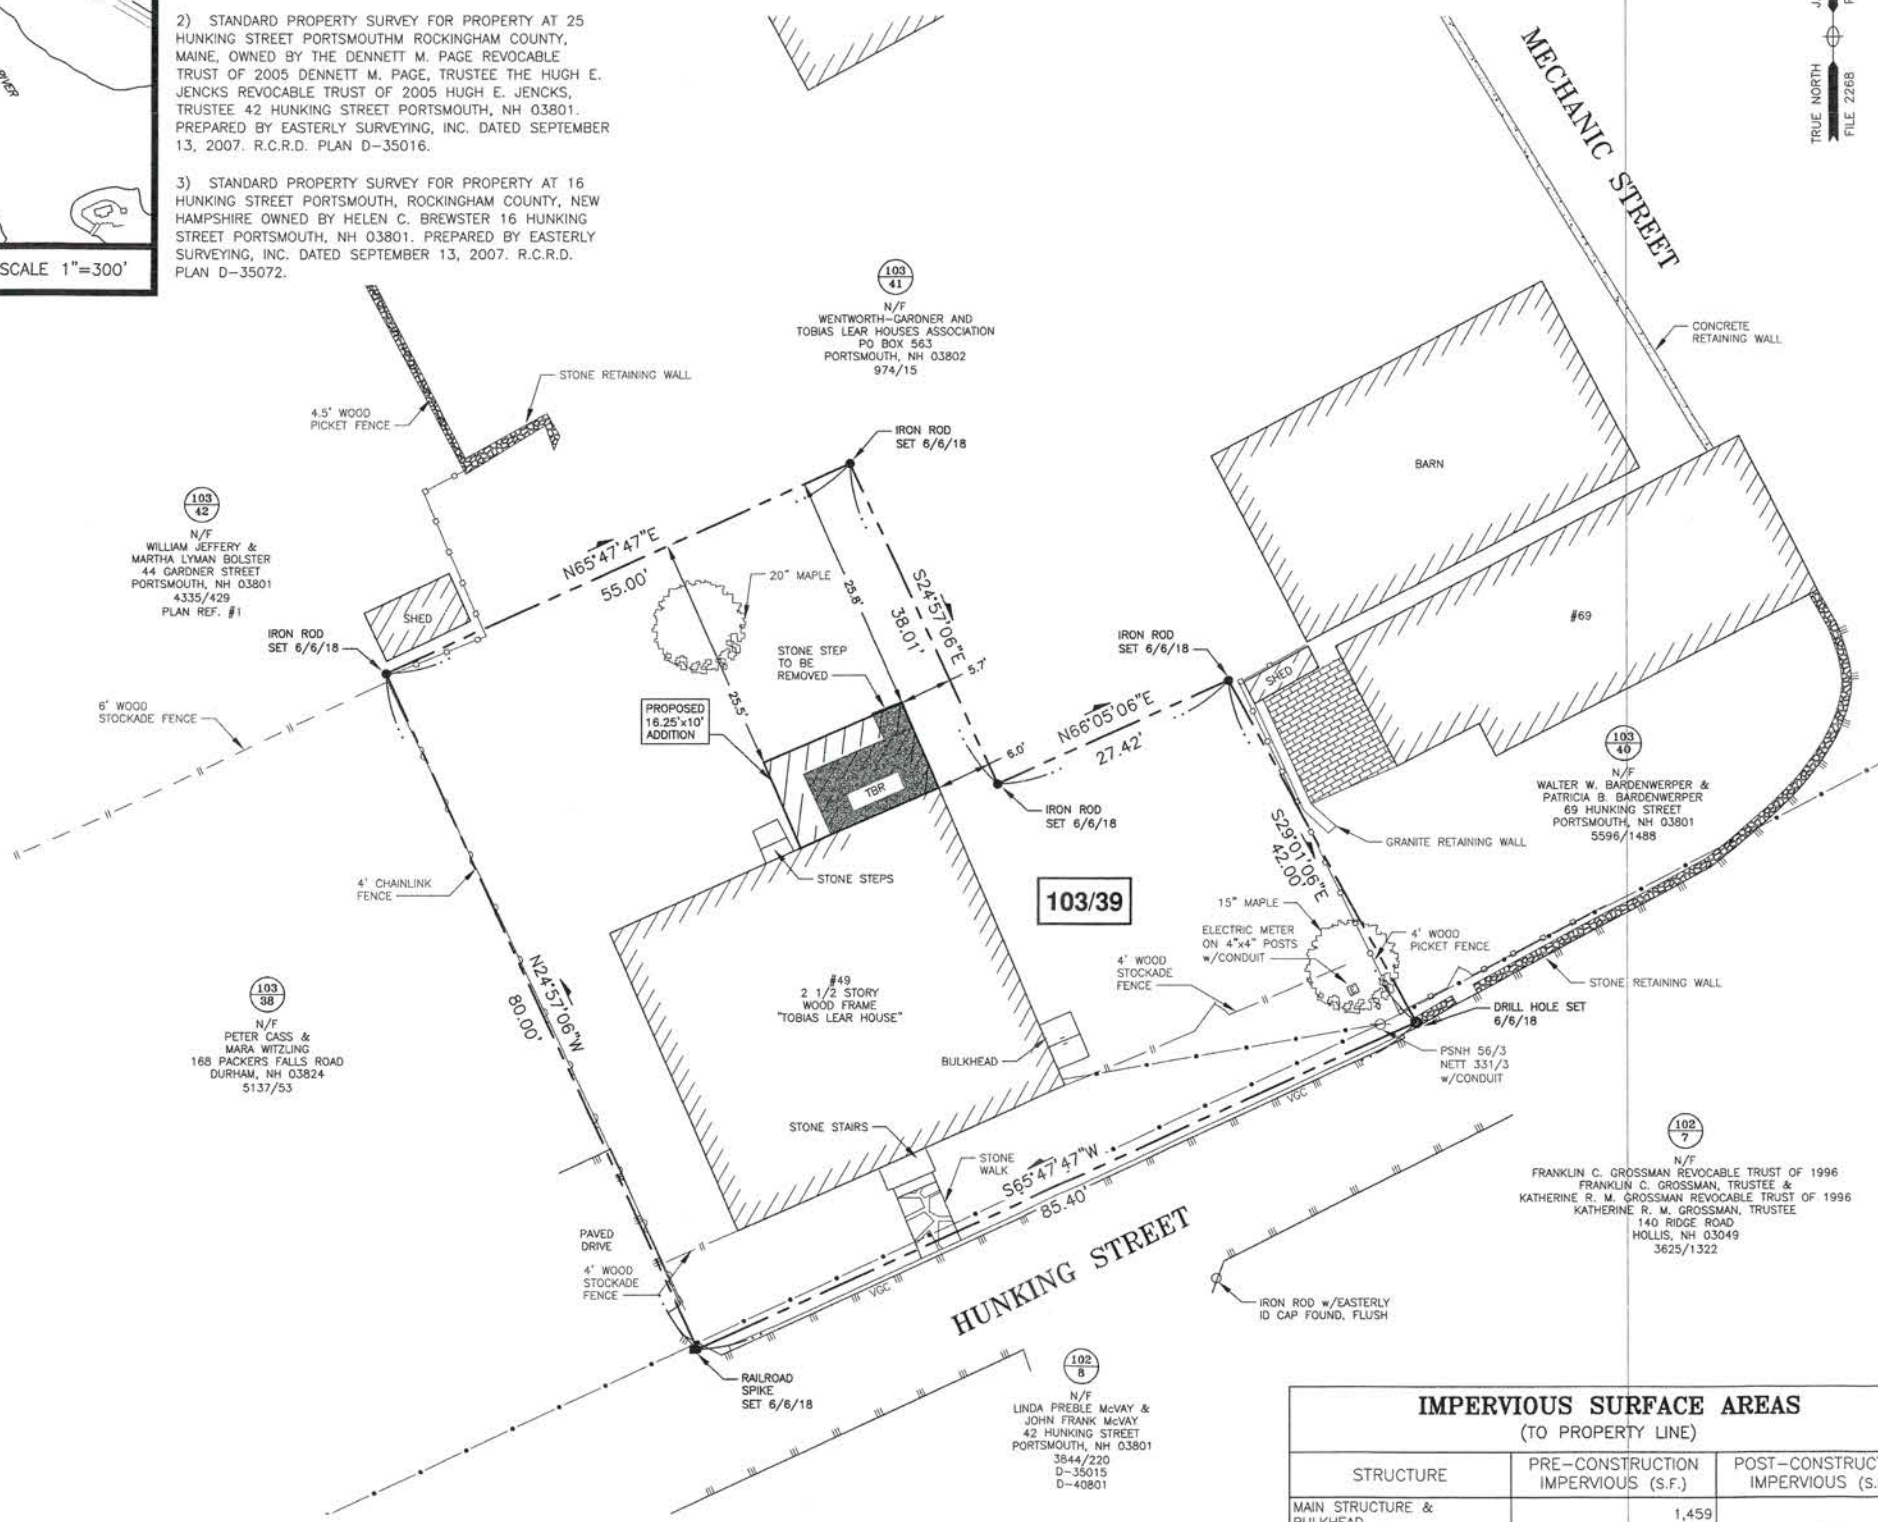 2) STANDARD PROPERTY SURVEY FOR PROPERTY AT 25
HUNKING STREET PORTSMOUTHM ROCKINGHAM COUNTY,
MAINE, OWNED BY THE DENNETT M. PAGE REVOCABLE
TRUST OF 2005 DENNETT M. PAGE, TRUSTEE THE HUGH E.
JENCKS REVOCABLE TRUST OF 2005 HUGH E. JENCKS,
TRUSTEE 42 HUNKING STREET PORTSMOUTH, NH 03801.
PREPARED BY EASTERLY SURVEYING, INC. DATED SEPTEMBER
13, 2007. R.C.R.D. PLAN D-35016.
3) STANDARD PROPERTY SURVEY FOR PROPERTY AT 16
HUNKING STREET PORTSMOUTH, ROCKINGHAM COUNTY, NEW
HAMPSHIRE OWNED BY HELEN C. BREWSTER 16 HUNKING
STREET PORTSMOUTH, NH 03801. PREPARED BY EASTERLY
SURVEYING, INC. DATED SEPTEMBER 13, 2007. R.C.R.D.
PLAN D-35072.
RIVER
SCALE 1"=300'
MECHANIC STREET
TRUE NORTH
FILE 2268
103
41
N/F
WENTWORTH-GARDNER AND
TOBIAS LEAR HOUSES ASSOCIATION
PO BOX 563
PORTSMOUTH, NH 03802
974/15
CONCRETE
RETAINING WALL
STONE RETAINING WALL
4.5' WOOD
PICKET FENCE
IRON ROD
SET 6/6/18
BARN
103
42
N/F
WILLIAM JEFFERY &
MARTHA LYMAN BOLSTER
44 GARDNER STREET
PORTSMOUTH, NH 03801
4335/429
PLAN REF. #1
SHED
IRON ROD
SET 6/6/18
N65°47'47"E
55.00'
20" MAPLE
25.8'
S24°57'06"E
38.01'
5.7'
25.5'
STONE STEP
TO BE
REMOVED
IRON ROD
SET 6/6/18
#69
SHED
6' WOOD
STOCKADE FENCE
PROPOSED
16.25'x10'
ADDITION
TBR
6.0'
N66°05'06"E
27.42'
IRON ROD
SET 6/6/18
103
40
N/F
WALTER W. BARDENWERPER &
PATRICIA B. BARDENWERPER
69 HUNKING STREET
PORTSMOUTH, NH 03801
5596/1488
GRANITE RETAINING WALL
S29°01'06"E
42.00'
4' CHAINLINK
FENCE
STONE STEPS
103/39
15" MAPLE
ELECTRIC METER
ON 4"x4" POSTS
w/CONDUIT
4' WOOD
PICKET FENCE
4' WOOD
STOCKADE
FENCE
E
STONE RETAINING WALL
DRILL HOLE SET
6/6/18
103
38
N/F
PETER CASS &
MARA WITZLING
168 PACKERS FALLS ROAD
DURHAM, NH 03824
5137/53
N24°57'06"W
80.00'
#49
2 1/2 STORY
WOOD FRAME
"TOBIAS LEAR HOUSE"
BULKHEAD
PSNH 56/3
NETT 331/3
w/CONDUIT
VGC
STONE STAIRS
STONE
WALK
S65°47'47"W
85.40'
102
7
N/F
FRANKLIN C. GROSSMAN REVOCABLE TRUST OF 1996
FRANKLIN C. GROSSMAN, TRUSTEE &
KATHERINE R. M. GROSSMAN REVOCABLE TRUST OF 1996
KATHERINE R. M. GROSSMAN, TRUSTEE
140 RIDGE ROAD
HOLLIS, NH 03049
3625/1322
PAVED
DRIVE
4' WOOD
STOCKADE
FENCE
VGC
HUNKING STREET
IRON ROD w/EASTERLY
ID CAP FOUND, FLUSH
RAILROAD
SPIKE
SET 6/6/18
102
8
N/F
LINDA PREBLE McVAY &
JOHN FRANK McVAY
42 HUNKING STREET
PORTSMOUTH, NH 03801
3844/220
D-35015
D-40801
IMPERVIOUS SURFACE AREAS
(TO PROPERTY LINE)
STRUCTURE
PRE-CONSTRUCTION
IMPERVIOUS (S.F.)
POST-CONSTRUC
IMPERVIOUS (S.
MAIN STRUCTURE &
BULKHEAD
1,459